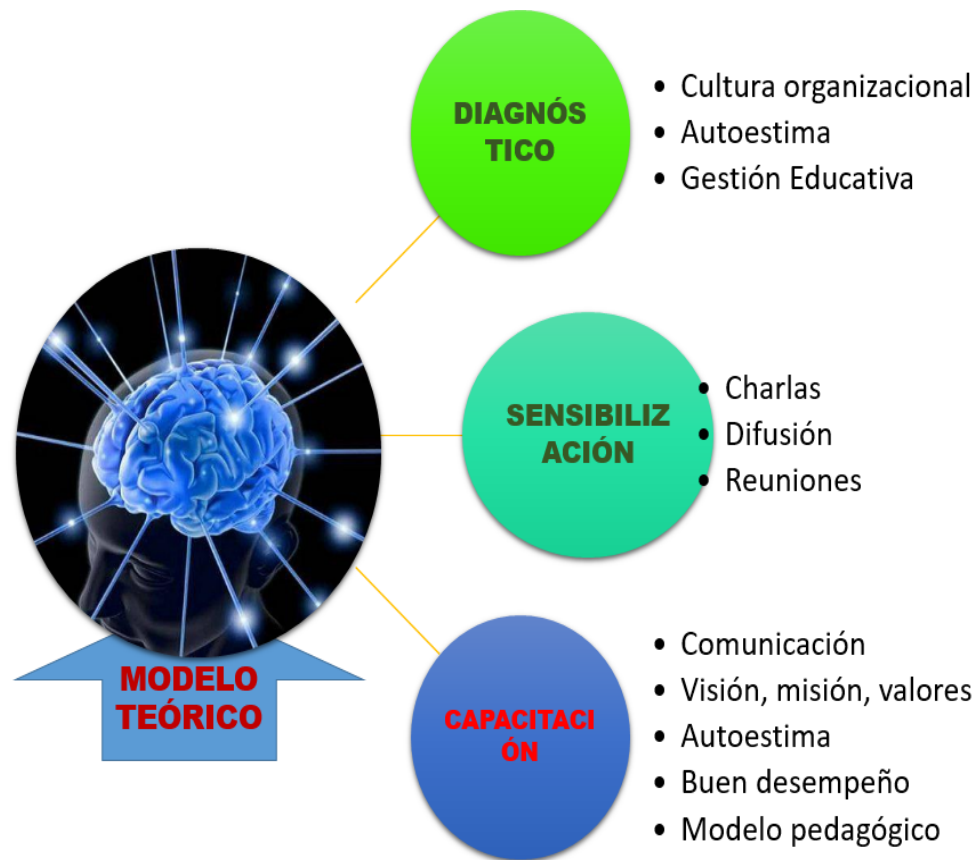 DIAGNÓS
TICO
• Cultura organizacional
• Autoestima
• Gestión Educativa
SENSIBILIZ
ACIÓN
• Charlas
• Difusión
• Reuniones
MODELO
TEÓRICO
CAPACITACI
ÓN
• Comunicación
• Visión, misión, valores
• Autoestima
• Buen desempeño
• Modelo pedagógico